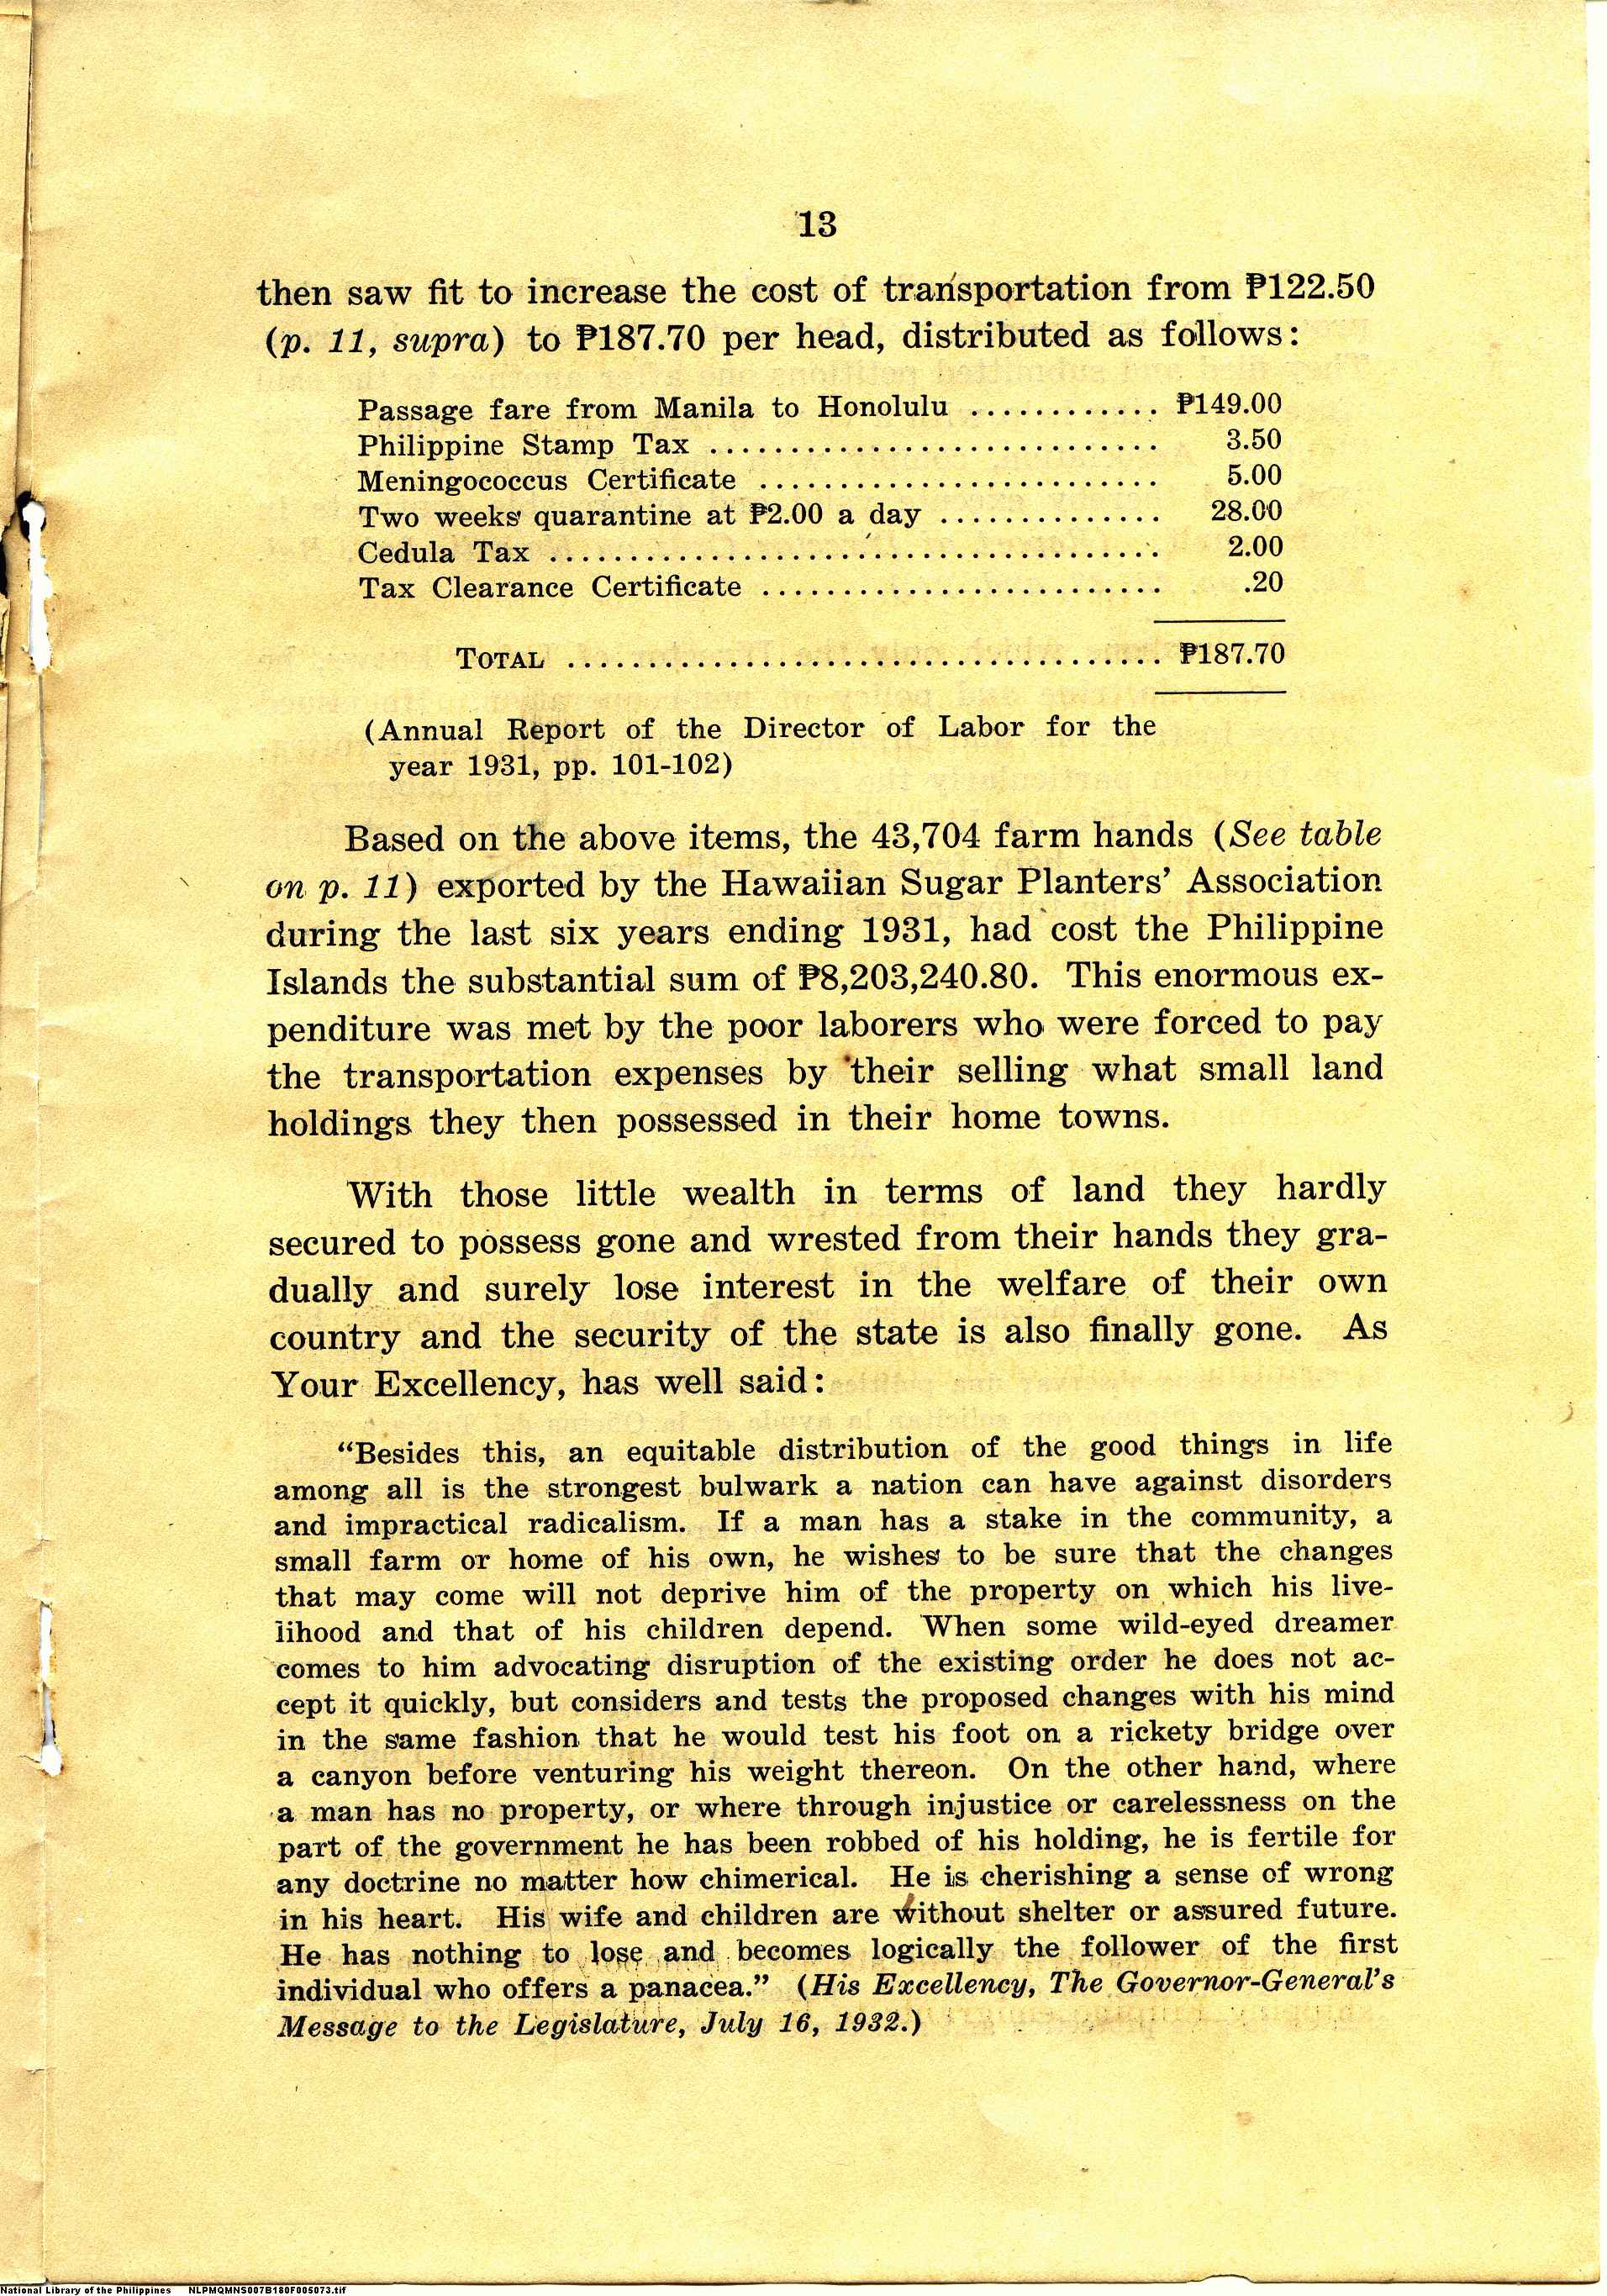 13
then saw fit to increase the cost of transportation from ₱122.50
(p. 11, supra) to ₱187.70 per head, distributed as follows:
Passage fare from Manila to Honolulu ............ ₱149.00
Philippine Stamp Tax ............................ 3.50
Meningococcus Certificate ......................... 5.00
Two weeks quarantine at ₱2.00 a day .............. 28.00
Cedula Tax ...................................... 2.00
Tax Clearance Certificate ......................... .20
TOTAL ..................................... ₱187.70
(Annual Report of the Director of Labor for the
year 1931, pp. 101-102)
Based on the above items, the 43,704 farm hands (See table
on p. 11) exported by the Hawaiian Sugar Planters' Association
during the last six years ending 1931, had cost the Philippine
Islands the substantial sum of ₱8,203,240.80. This enormous ex-
penditure was met by the poor laborers who were forced to pay
the transportation expenses by their selling what small land
holdings they then possessed in their home towns.
With those little wealth in terms of land they hardly
secured to possess gone and wrested from their hands they gra-
dually and surely lose interest in the welfare of their own
country and the security of the state is also finally gone. As
Your Excellency, has well said:
"Besides this, an equitable distribution of the good things in life
among all is the strongest bulwark a nation can have against disorders
and impractical radicalism. If a man has a stake in the community, a
small farm or home of his own, he wishes to be sure that the changes
that may come will not deprive him of the property on which his live-
lihood and that of his children depend. When some wild-eyed dreamer
comes to him advocating disruption of the existing order he does not ac-
cept it quickly, but considers and tests the proposed changes with his mind
in the same fashion that he would test his foot on a rickety bridge over
a canyon before venturing his weight thereon. On the other hand, where
a man has no property, or where through injustice or carelessness on the
part of the government he has been robbed of his holding, he is fertile for
any doctrine no matter how chimerical. He is cherishing a sense of wrong
in his heart. His wife and children are without shelter or assured future.
He has nothing to lose and becomes logically the follower of the first
individual who offers a panacea." (His Excellency, The Governor-General's
Message to the Legislature, July 16, 1932.)
National Library of the Philippines NLPMQMNS007B180F005073.tif